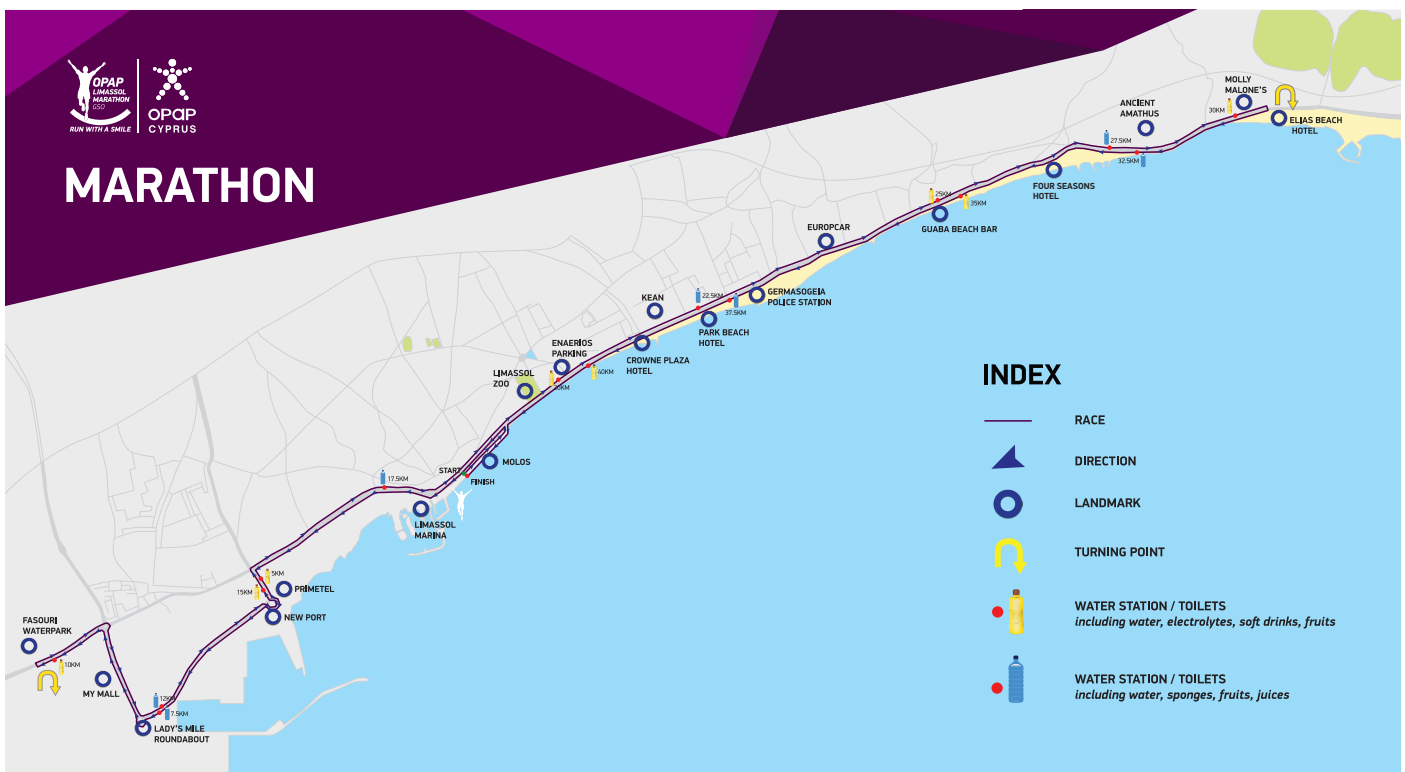 OPAP
LIMASSOL
MARATHON
GSO
RUN WITH A SMILE
OPAP
CYPRUS
MARATHON
MOLLY
MALONE'S
30KM
ELIAS BEACH
HOTEL
ANCIENT
AMATHUS
27.5KM
32.5KM
FOUR SEASONS
HOTEL
25KM
35KM
GUABA BEACH BAR
EUROPCAR
GERMASOGEIA
POLICE STATION
22.5KM
37.5KM
PARK BEACH
HOTEL
KEAN
CROWNE PLAZA
HOTEL
ENAERIOS
PARKING
40KM
20KM
LIMASSOL
ZOO
MOLOS
START
FINISH
17.5KM
LIMASSOL
MARINA
5KM
15KM
PRIMETEL
NEW PORT
FASOURI
WATERPARK
10KM
MY MALL
12KM
7.5KM
LADY'S MILE
ROUNDABOUT
INDEX
RACE
DIRECTION
LANDMARK
TURNING POINT
WATER STATION / TOILETS
including water, electrolytes, soft drinks, fruits
WATER STATION / TOILETS
including water, sponges, fruits, juices